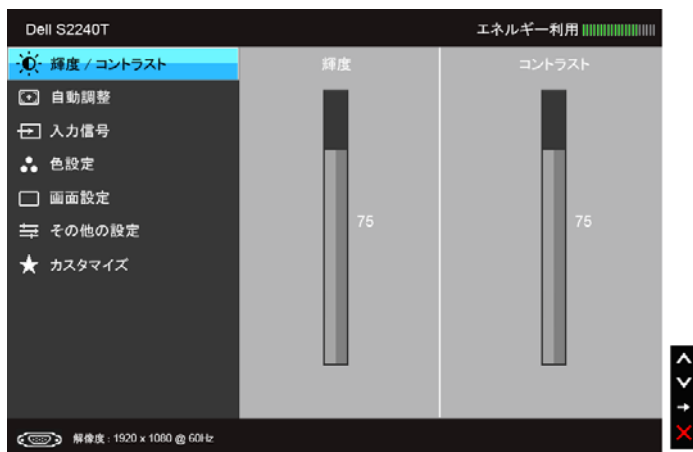 Dell S2240T
エネルギー利用
輝度 / コントラスト
輝度
コントラスト
自動調整
入力信号
色設定
画面設定
その他の設定
カスタマイズ
75
75
解像度 : 1920 x 1080 @ 60Hz